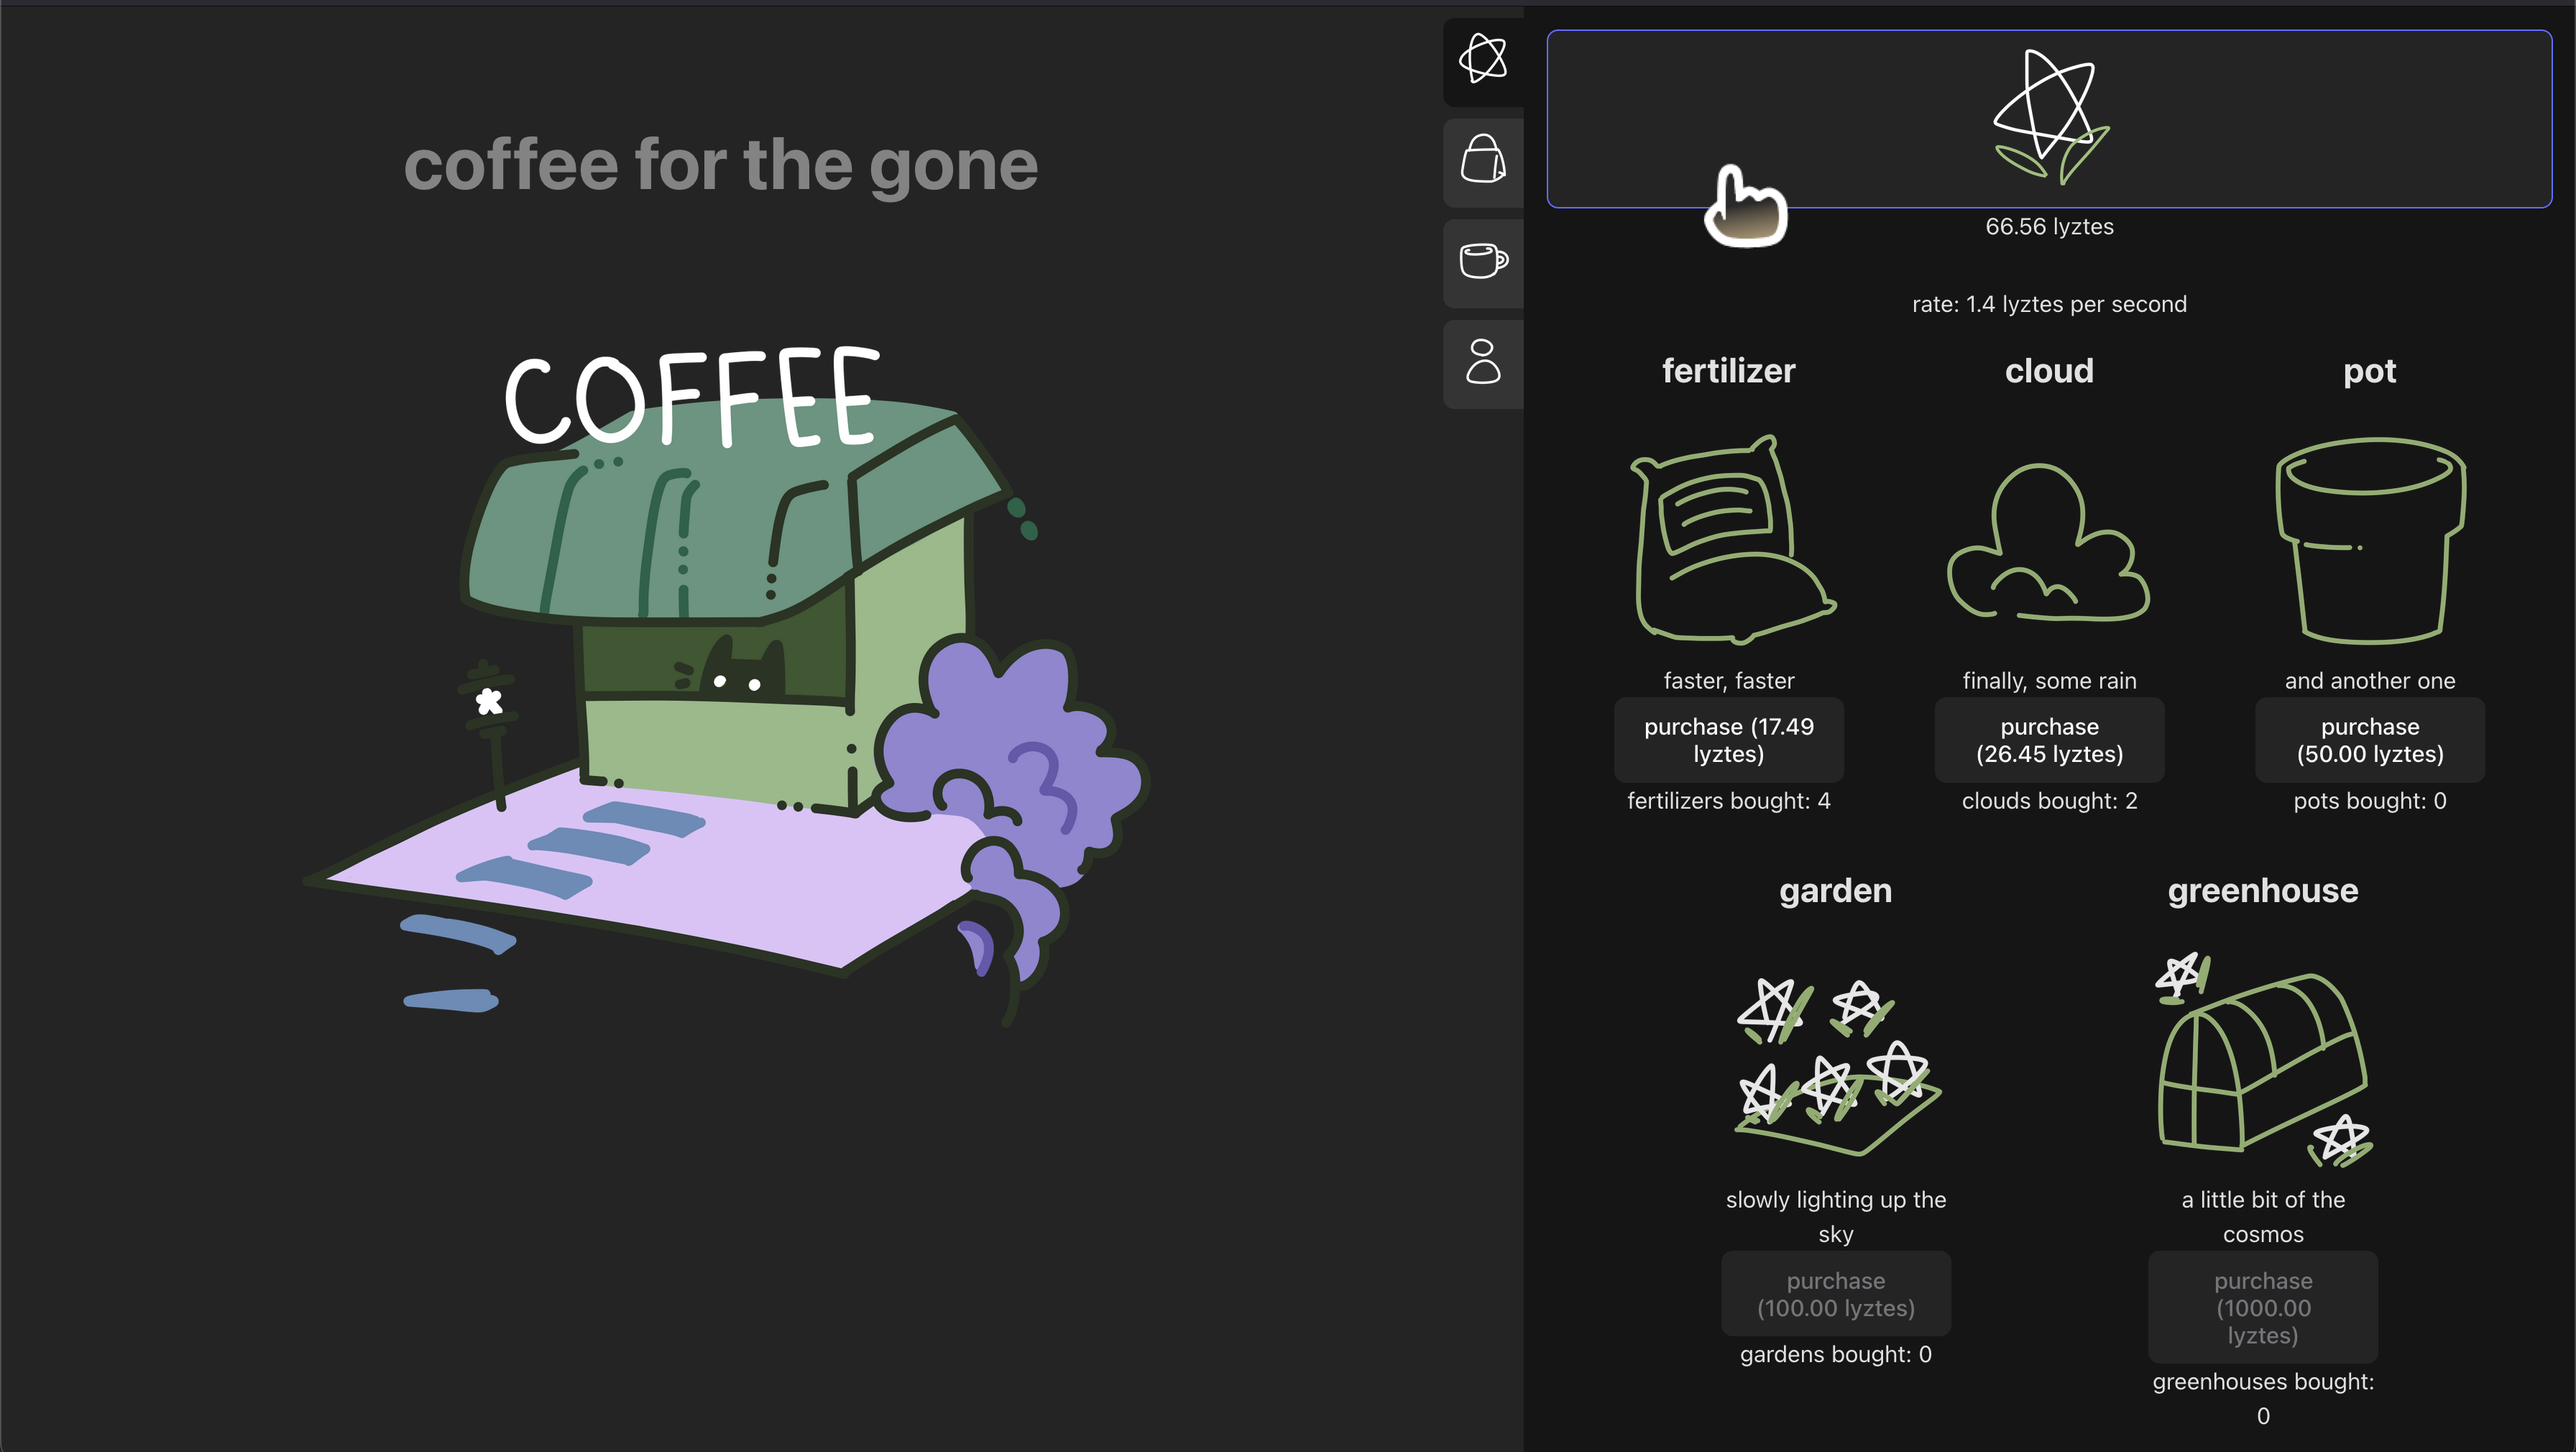 coffee for the gone
COFFEE
66.56 lyztes
rate: 1.4 lyztes per second
fertilizer
faster, faster
purchase (17.49
lyztes)
fertilizers bought: 4
cloud
finally, some rain
purchase
(26.45 lyztes)
clouds bought: 2
pot
and another one
purchase
(50.00 lyztes)
pots bought: 0
garden
slowly lighting up the
sky
purchase
(100.00 lyztes)
gardens bought: 0
greenhouse
a little bit of the
cosmos
purchase
(1000.00
lyztes)
greenhouses bought:
0